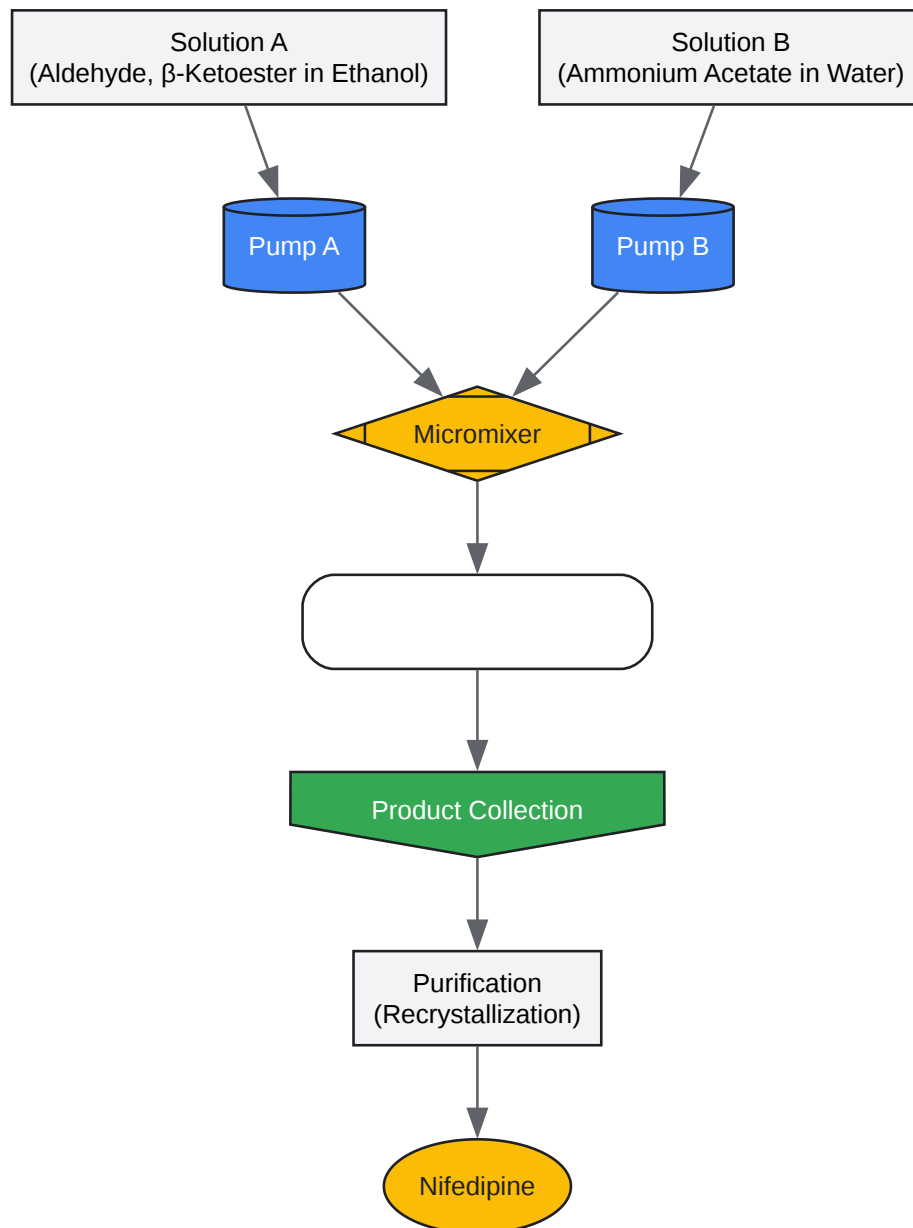 Solution A
(Aldehyde, β-Ketoester in Ethanol)
Solution B
(Ammonium Acetate in Water)
Pump A
Pump B
Micromixer
Product Collection
Purification
(Recrystallization)
Nifedipine